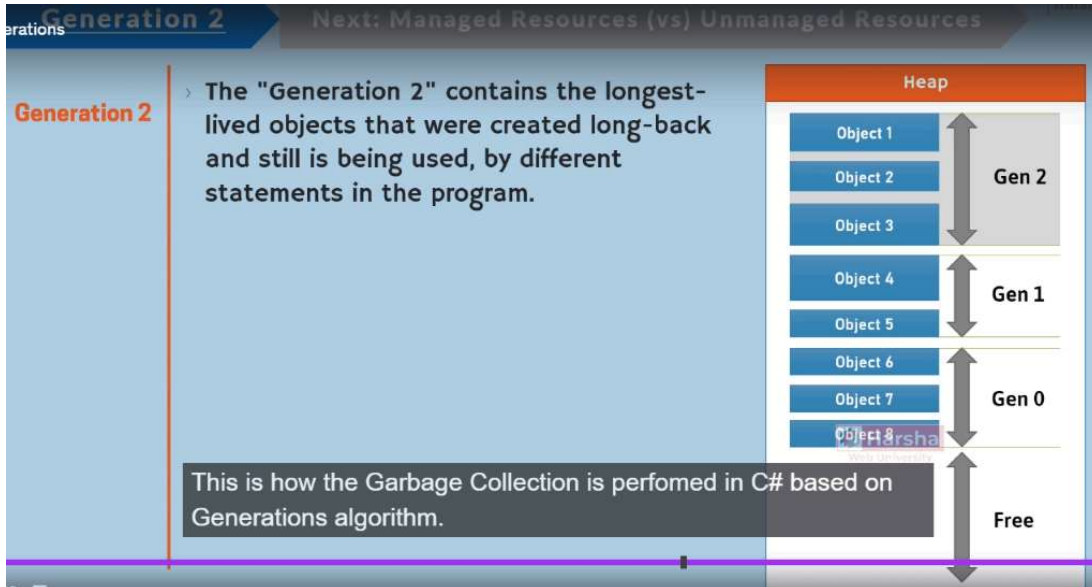 Generation 2
Next: Managed Resources (vs) Unmanaged Resources
erations
Generation 2
› The "Generation 2" contains the longest-
lived objects that were created long-back
and still is being used, by different
statements in the program.
Heap
Object 1
Object 2
Gen 2
Object 3
Object 4
Gen 1
Object 5
Object 6
Object 7
Gen 0
Object 8
Harsha
Web University
This is how the Garbage Collection is perfomed in C# based on
Generations algorithm.
Free